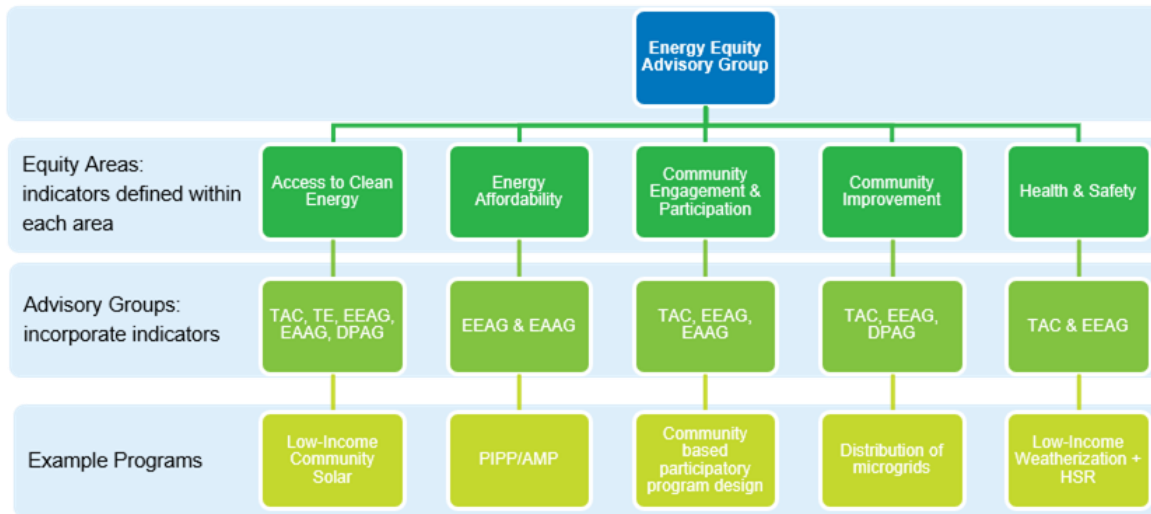 Energy Equity
Advisory Group
Equity Areas:
indicators defined within
each area
Access to Clean
Energy
Energy
Affordability
Community
Engagement &
Participation
Community
Improvement
Health & Safety
Advisory Groups:
incorporate indicators
TAC, TE, EEAG,
EAAG, DPAG
EEAG & EAAG
TAC, EEAG,
EAAG
TAC, EEAG,
DPAG
TAC & EEAG
Example Programs
Low-Income
Community
Solar
PIPP/AMP
Community
based
participatory
program design
Distribution of
microgrids
Low-Income
Weatherization +
HSR